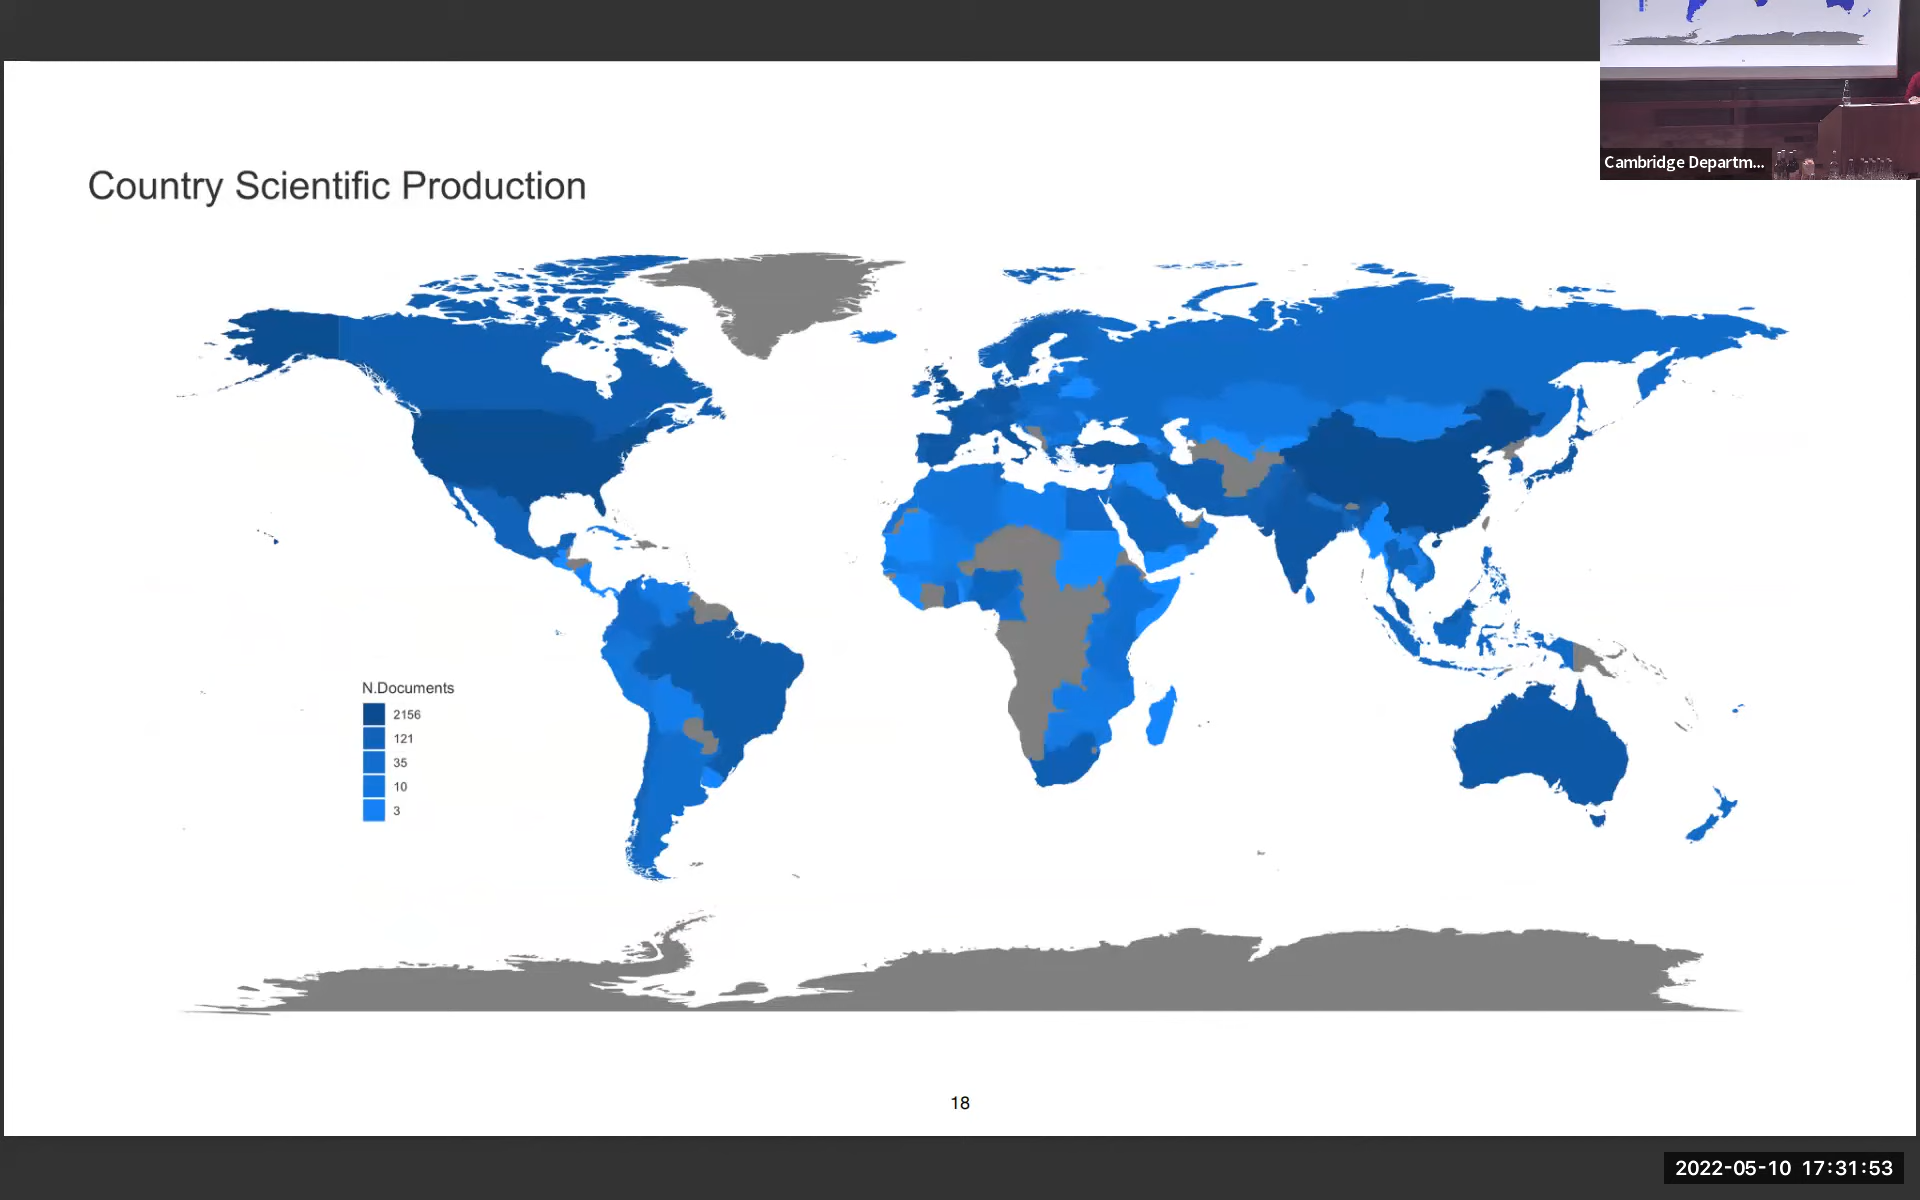 Cambridge Departm...
Country Scientific Production
N.Documents
2156
121
35
10
3
18
2022-05-10 17:31:53